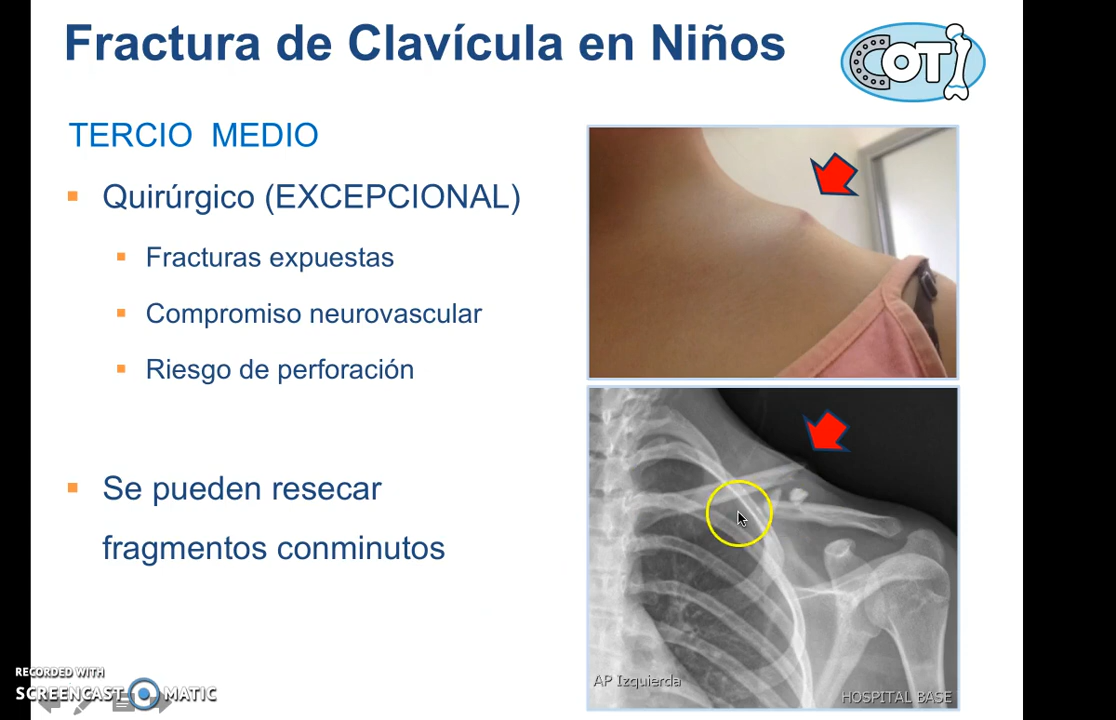 Fractura de Clavícula en Niños
COTI
TERCIO MEDIO
Quirúrgico (EXCEPCIONAL)
Fracturas expuestas
Compromiso neurovascular
Riesgo de perforación
Se pueden resecar
fragmentos conminutos
AP Izquierda
HOSPITAL BASE
RECORDED WITH
SCREENCAST MATIC